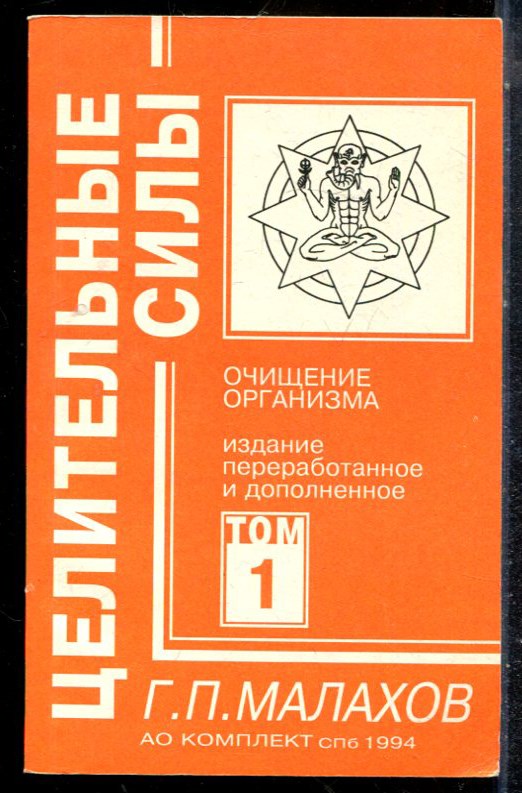 ЦЕЛИТЕЛЬНЫЕ
СИЛЫ
ОЧИЩЕНИЕ
ОРГАНИЗМА
издание
переработанное
и дополненное
ТОМ
1
Г.П.МАЛАХОВ
АО КОМПЛЕКТ СПб 1994